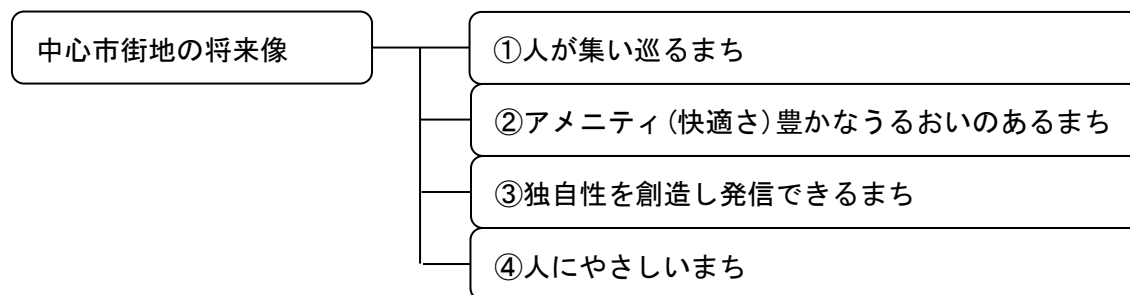 中心市街地の将来像
①人が集い巡るまち
②アメニティ(快適さ)豊かなうるおいのあるまち
③独自性を創造し発信できるまち
④人にやさしいまち